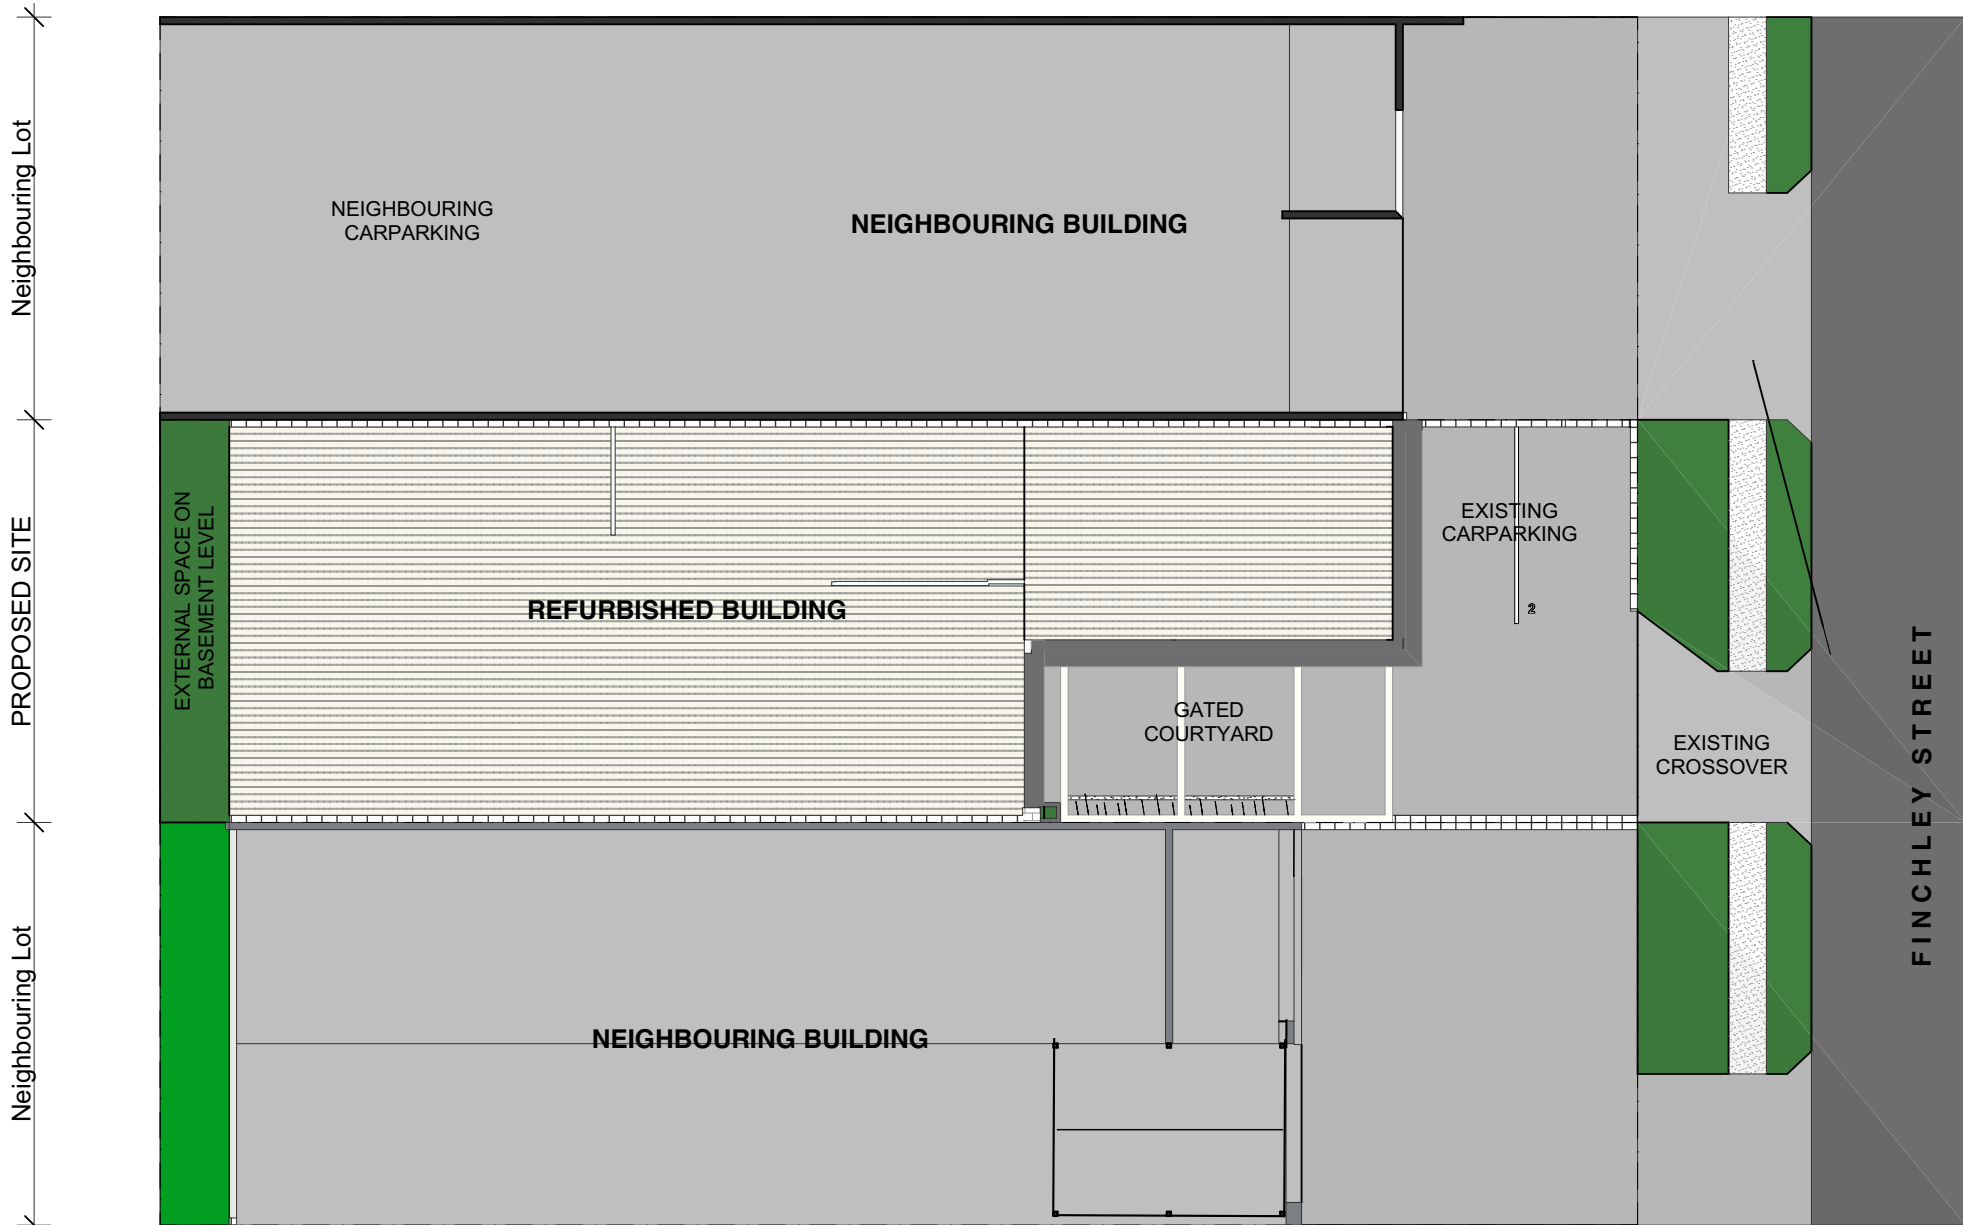 Neighbouring Lot
NEIGHBOURING
CARPARKING
NEIGHBOURING BUILDING
PROPOSED SITE
EXTERNAL SPACE ON
BASEMENT LEVEL
REFURBISHED BUILDING
EXISTING
CARPARKING
2
GATED
COURTYARD
EXISTING
CROSSOVER
FINCHLEY STREET
Neighbouring Lot
NEIGHBOURING BUILDING